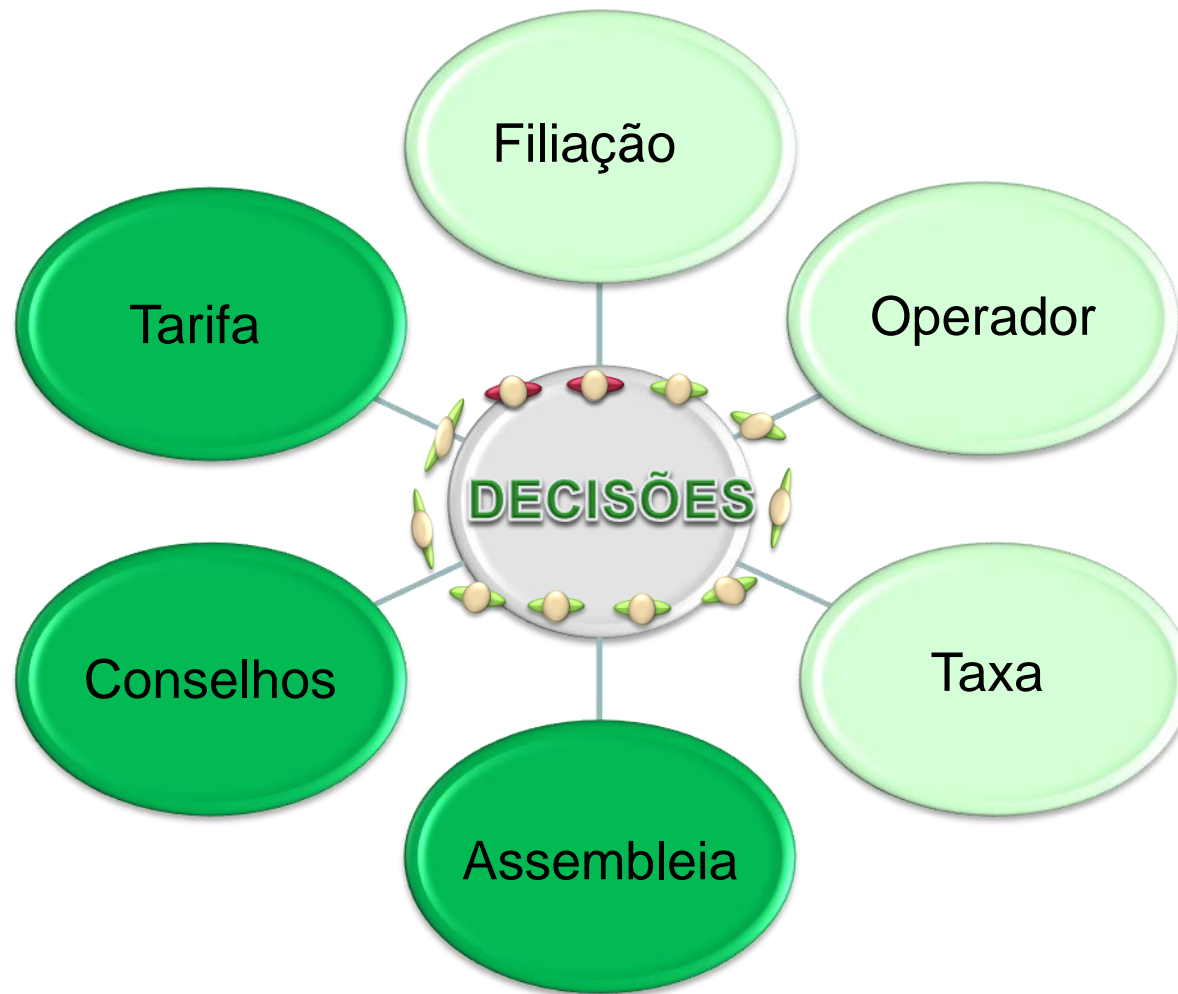 Filiação
Tarifa
Operador
DECISÕES
Conselhos
Taxa
Assembleia